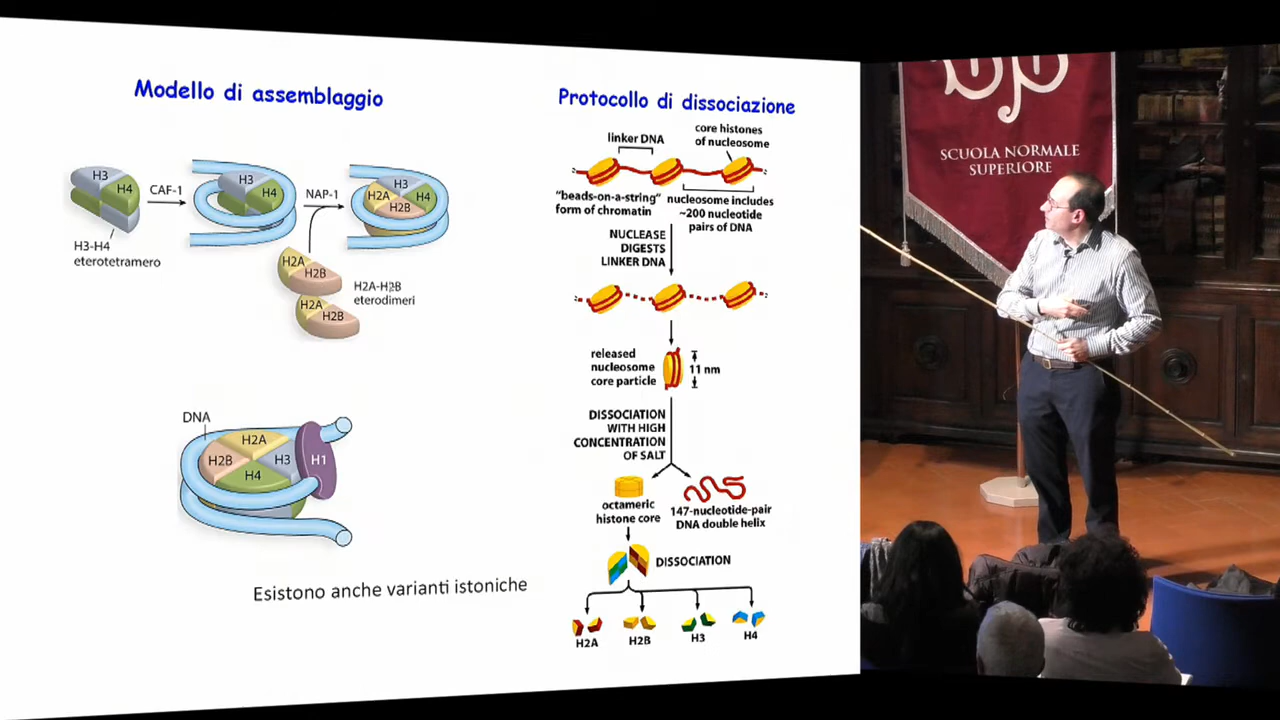 Modello di assemblaggio
H3
H4
CAF-1
H3
H4
NAP-1
H3
H2A
H4
H2B
H3-H4
eterotetramero
H2A
H2B
H2A
H2B
H2A-H2B
eterodimeri
DNA
H2A
H2B
H3
H4
H1
Esistono anche varianti istoniche
Protocollo di dissociazione
linker DNA
core histones
of nucleosome
"beads-on-a-string"
form of chromatin
nucleosome includes
~200 nucleotide
pairs of DNA
NUCLEASE
DIGESTS
LINKER DNA
released
nucleosome
core particle
11 nm
DISSOCIATION
WITH HIGH
CONCENTRATION
OF SALT
octameric
histone core
147-nucleotide-pair
DNA double helix
DISSOCIATION
H2A
H2B
H3
H4
SCUOLA NORMALE
SUPERIORE